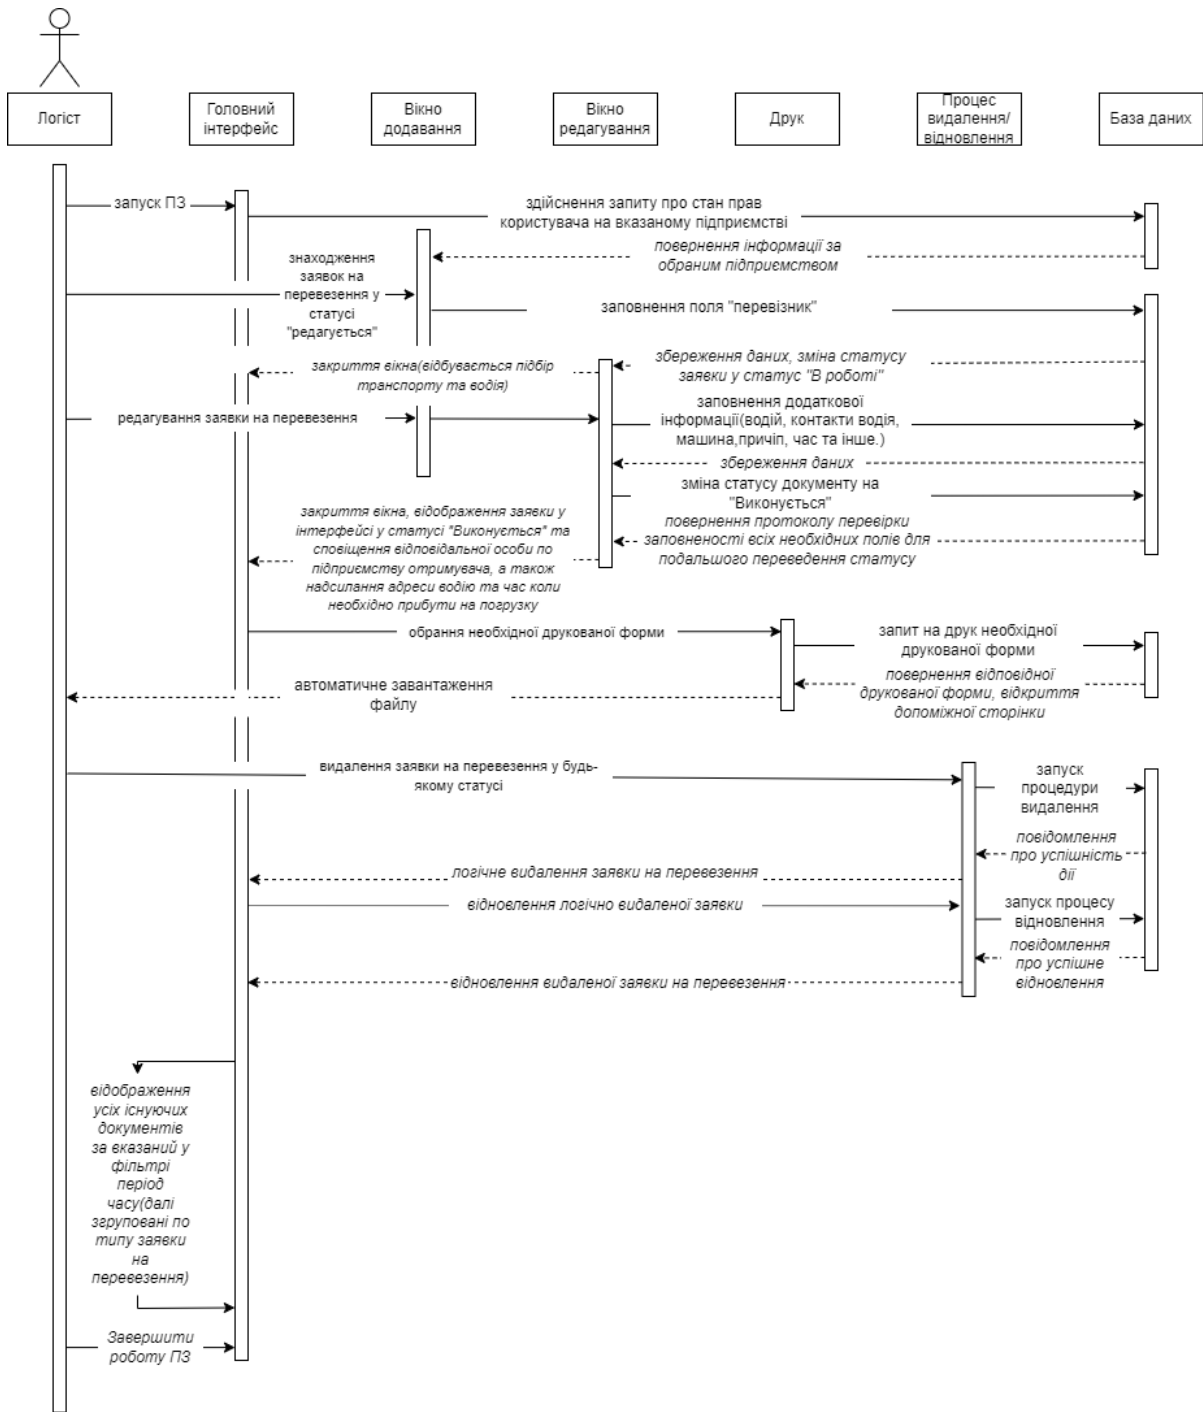 Логіст
Головний
інтерфейс
Вікно
додавання
Вікно
редагування
Друк
Процес
видалення/
відновлення
База даних
запуск ПЗ
здійснення запиту про стан прав
користувача на вказаному підприємстві
повернення інформації за
обраним підприємством
знаходження
заявок на
перевезення у
статусі
"редагується"
заповнення поля "перевізник"
збереження даних, зміна статусу
заявки у статус "В роботі"
закриття вікна(відбувається підбір
транспорту та водія)
редагування заявки на перевезення
заповнення додаткової
інформації(водій, контакти водія,
машина,причіп, час та інше.)
збереження даних
зміна статусу документу на
"Виконується"
повернення протоколу перевірки
заповнености всіх необхідних полів для
подальшого переведення статусу
закриття вікна, відображення заявки у
інтерфейсі у статусі "Виконується" та
сповіщення відповідальної особи по
підприємству отримувача, а також
надсилання адреси водію та час коли
необхідно прибути на погрузку
обрання необхідної друкованої форми
запит на друк необхідної
друкованої форми
повернення відповідної
друкованої форми, відкриття
допоміжної сторінки
автоматичне завантаження
файлу
видалення заявки на перевезення у будь-
якому статусі
запуск
процедури
видалення
повідомлення
про успішність
дії
логічне видалення заявки на перевезення
відновлення логічно видаленої заявки
запуск процесу
відновлення
повідомлення
про успішне
відновлення
відновлення видаленої заявки на перевезення
відображення
усіх існуючих
документів
за вказаний у
фільтрі
період
часу(далі
згруповані по
типу заявки
на
перевезення)
Завершити
роботу ПЗ